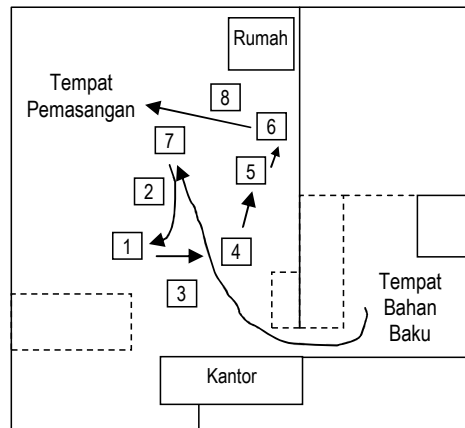 Rumah
Tempat
Pemasangan
8
6
7
5
2
1
4
3
Tempat
Bahan
Baku
Kantor